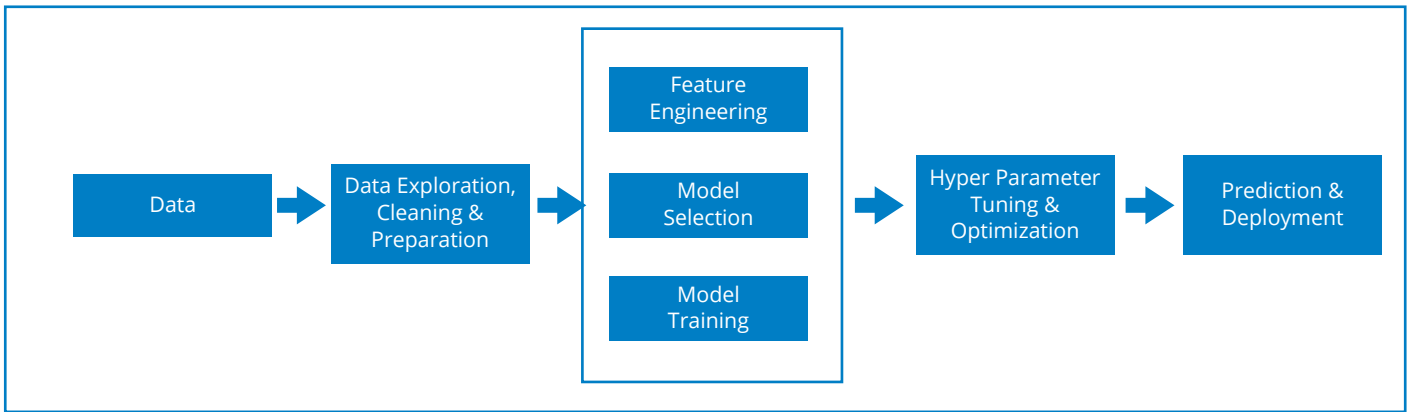 Data
Data Exploration,
Cleaning &
Preparation
Feature
Engineering
Model
Selection
Model
Training
Hyper Parameter
Tuning &
Optimization
Prediction &
Deployment